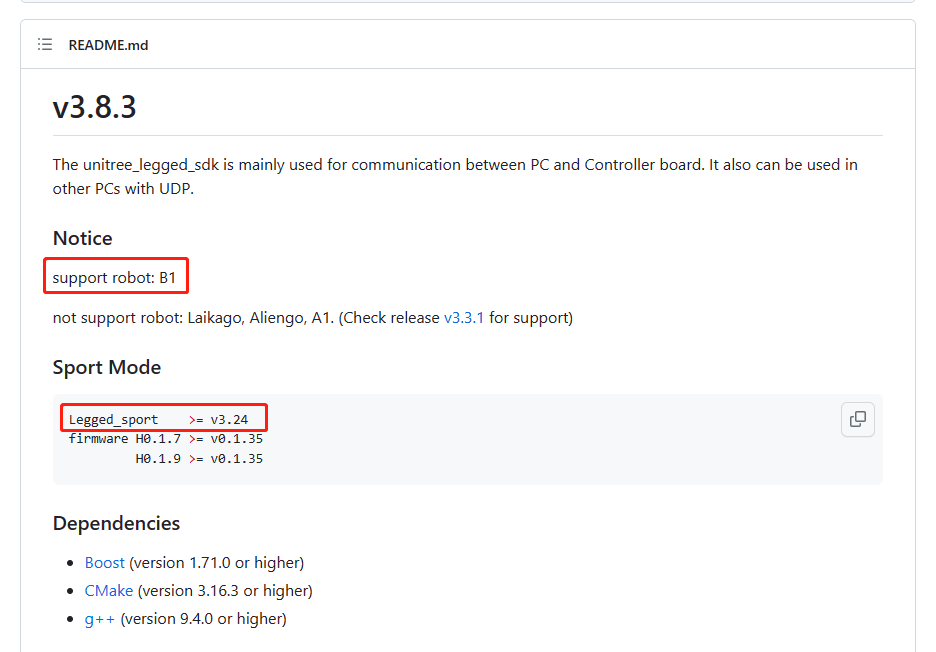 README.md
v3.8.3
The unitree_legged_sdk is mainly used for communication between PC and Controller board. It also can be used in
other PCs with UDP.
Notice
support robot: B1
not support robot: Laikago, Aliengo, A1. (Check release v3.3.1 for support)
Sport Mode
Legged_sport    >= v3.24
firmware H0.1.7 >= v0.1.35
         H0.1.9 >= v0.1.35
Dependencies
• Boost (version 1.71.0 or higher)
• CMake (version 3.16.3 or higher)
• g++ (version 9.4.0 or higher)